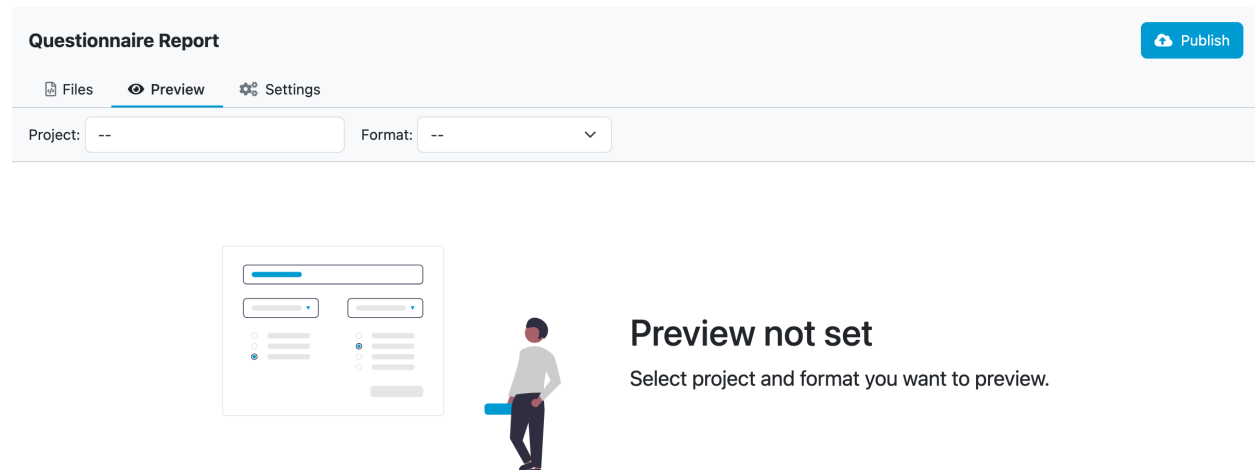 Questionnaire Report
Publish
Files Preview Settings
Project: -- Format: --
Preview not set
Select project and format you want to preview.